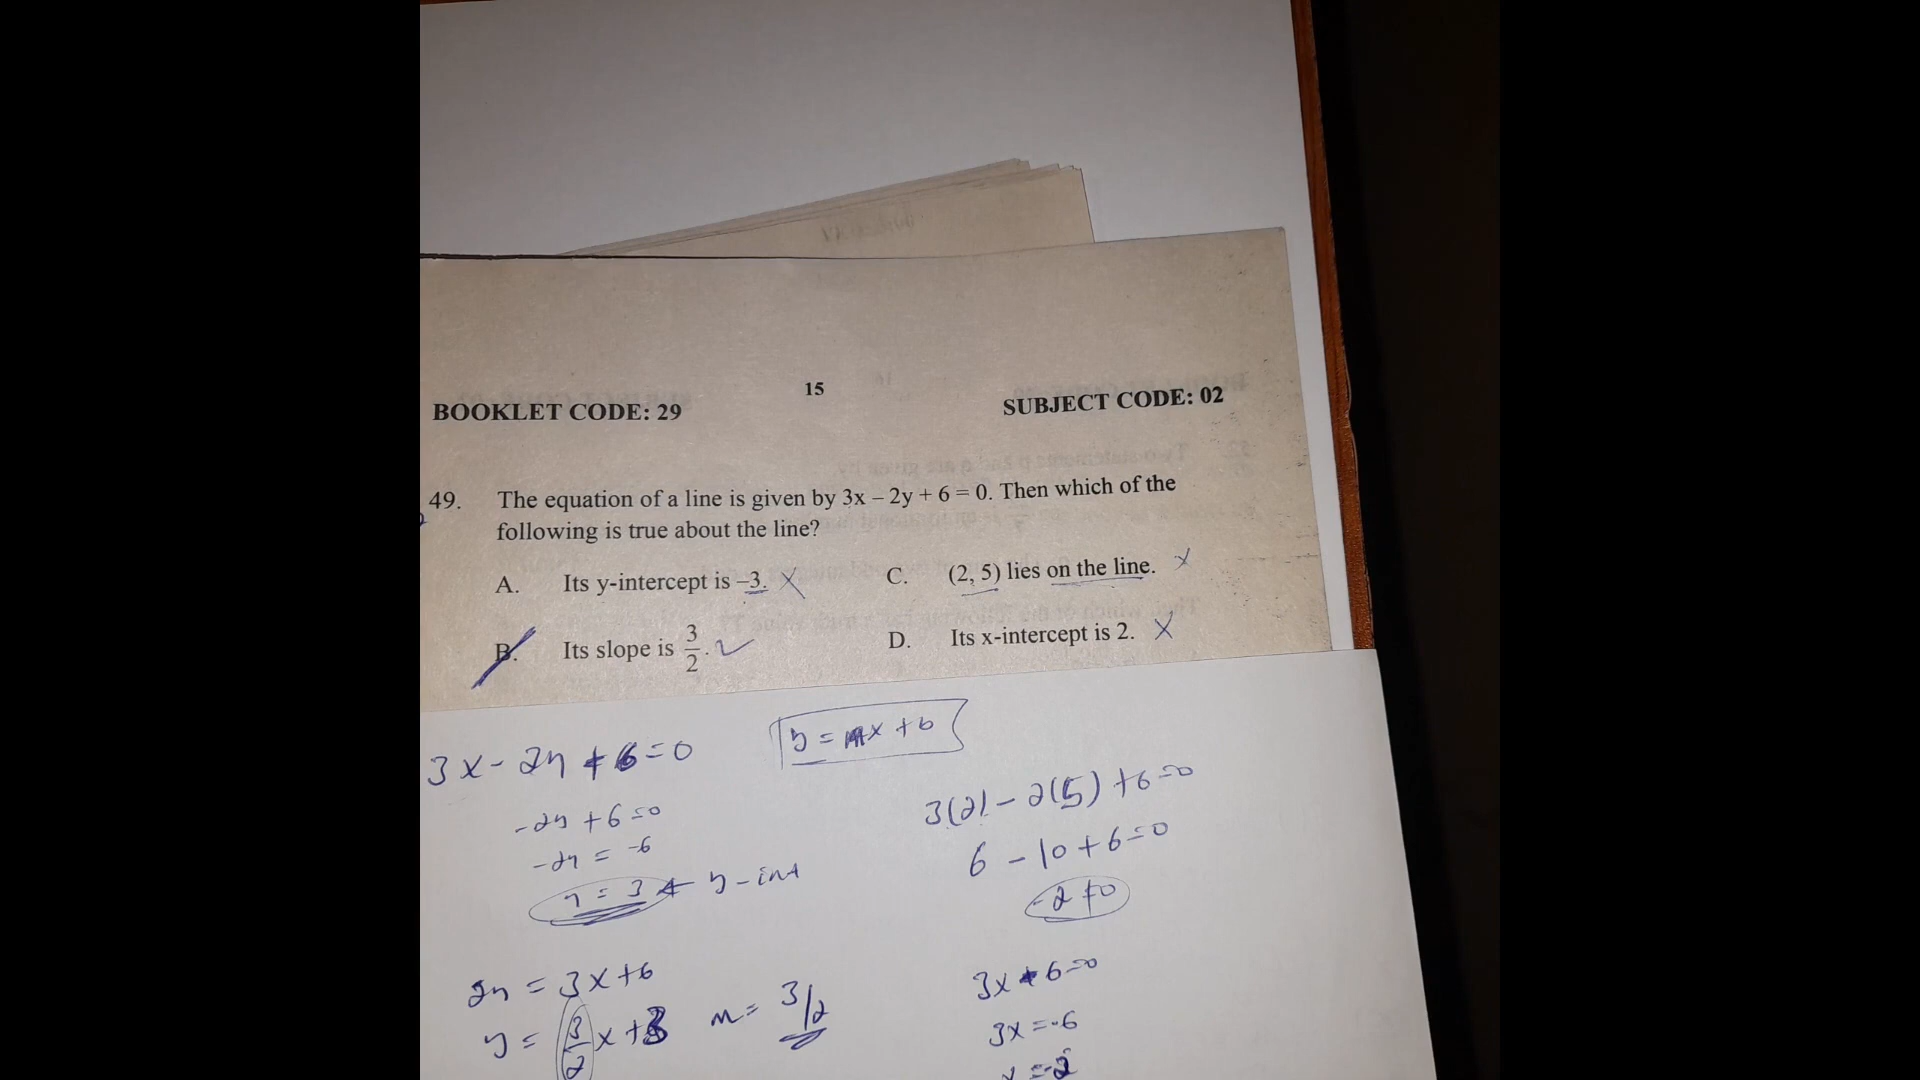 15
BOOKLET CODE: 29 SUBJECT CODE: 02
49. The equation of a line is given by 3x – 2y + 6 = 0. Then which of the
following is true about the line?
A. Its y-intercept is –3. X C. (2, 5) lies on the line. X
B. Its slope is 3/2. ✓ D. Its x-intercept is 2. X
3x - 2y + 6 = 0 y = mx + b
-2y + 6 = 0 3(2) - 2(5) + 6 = 0
-2y = -6 6 - 10 + 6 = 0
y = 3 ← y-int -2 ≠ 0
2y = 3x + 6 3x + 6 = 0
y = 3/2 x + 3 m = 3/2 3x = -6
x = -2